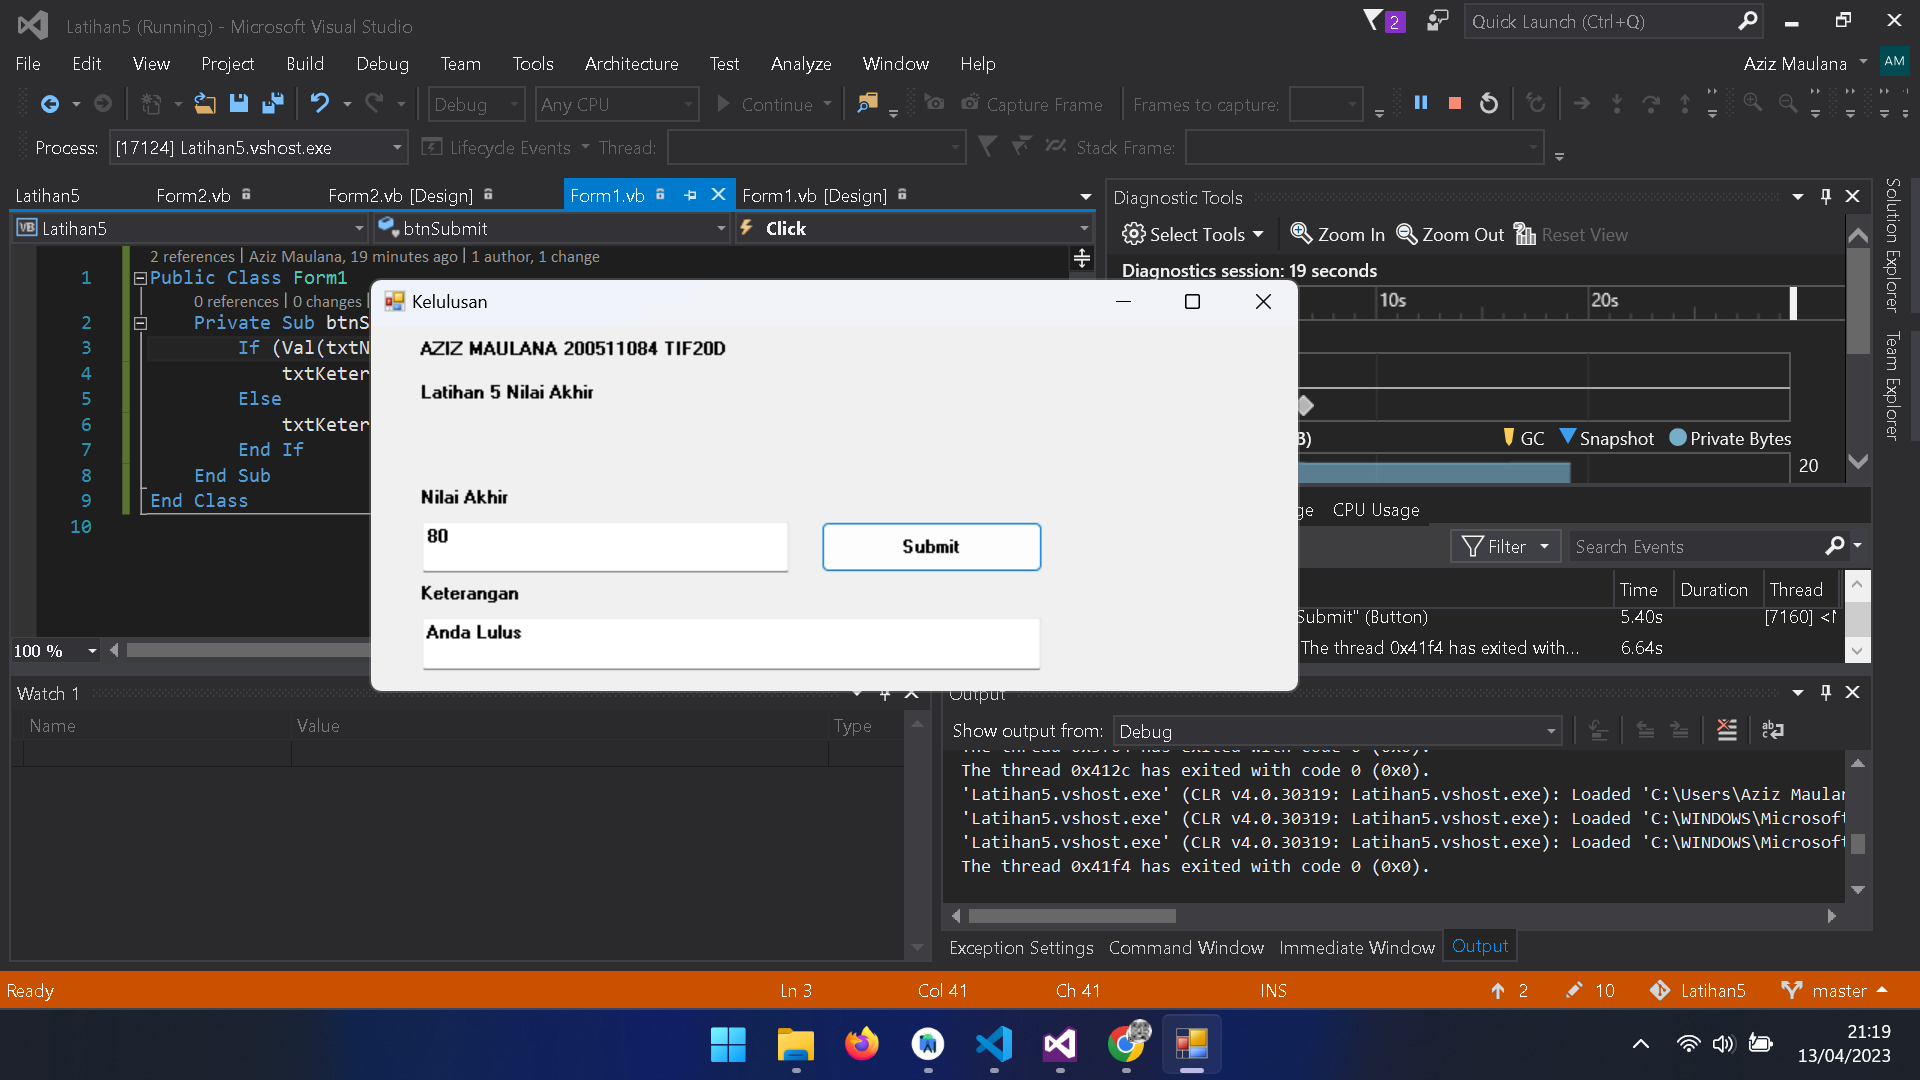 Latihan5 (Running) - Microsoft Visual Studio
2
Quick Launch (Ctrl+Q)
File Edit View Project Build Debug Team Tools Architecture Test Analyze Window Help
Aziz Maulana AM
Debug Any CPU Continue Capture Frame Frames to capture:
Process: [17124] Latihan5.vshost.exe Lifecycle Events Thread: Stack Frame:
Latihan5 Form2.vb Form2.vb [Design] Form1.vb Form1.vb [Design]
VB Latihan5 btnSubmit Click
2 references | Aziz Maulana, 19 minutes ago | 1 author, 1 change
1 Public Class Form1
0 references | 0 changes |
2 Private Sub btnS
3 If (Val(txtN
4 txtKeter
5 Else
6 txtKeter
7 End If
8 End Sub
9 End Class
10
100 %
Kelulusan
AZIZ MAULANA 200511084 TIF20D
Latihan 5 Nilai Akhir
Nilai Akhir
80
Submit
Keterangan
Anda Lulus
Diagnostic Tools
Select Tools Zoom In Zoom Out Reset View
Diagnostics session: 19 seconds
10s 20s
GC Snapshot Private Bytes
20
ge CPU Usage
Filter Search Events
Time Duration Thread
Submit" (Button) 5.40s [7160] <
The thread 0x41f4 has exited with... 6.64s
Solution Explorer
Team Explorer
Watch 1
Name Value Type
Output
Show output from: Debug
The thread 0x412c has exited with code 0 (0x0).
'Latihan5.vshost.exe' (CLR v4.0.30319: Latihan5.vshost.exe): Loaded 'C:\Users\Aziz Maulan
'Latihan5.vshost.exe' (CLR v4.0.30319: Latihan5.vshost.exe): Loaded 'C:\WINDOWS\Microsoft
'Latihan5.vshost.exe' (CLR v4.0.30319: Latihan5.vshost.exe): Loaded 'C:\WINDOWS\Microsoft
The thread 0x41f4 has exited with code 0 (0x0).
Exception Settings Command Window Immediate Window Output
Ready Ln 3 Col 41 Ch 41 INS 2 10 Latihan5 master
21:19
13/04/2023